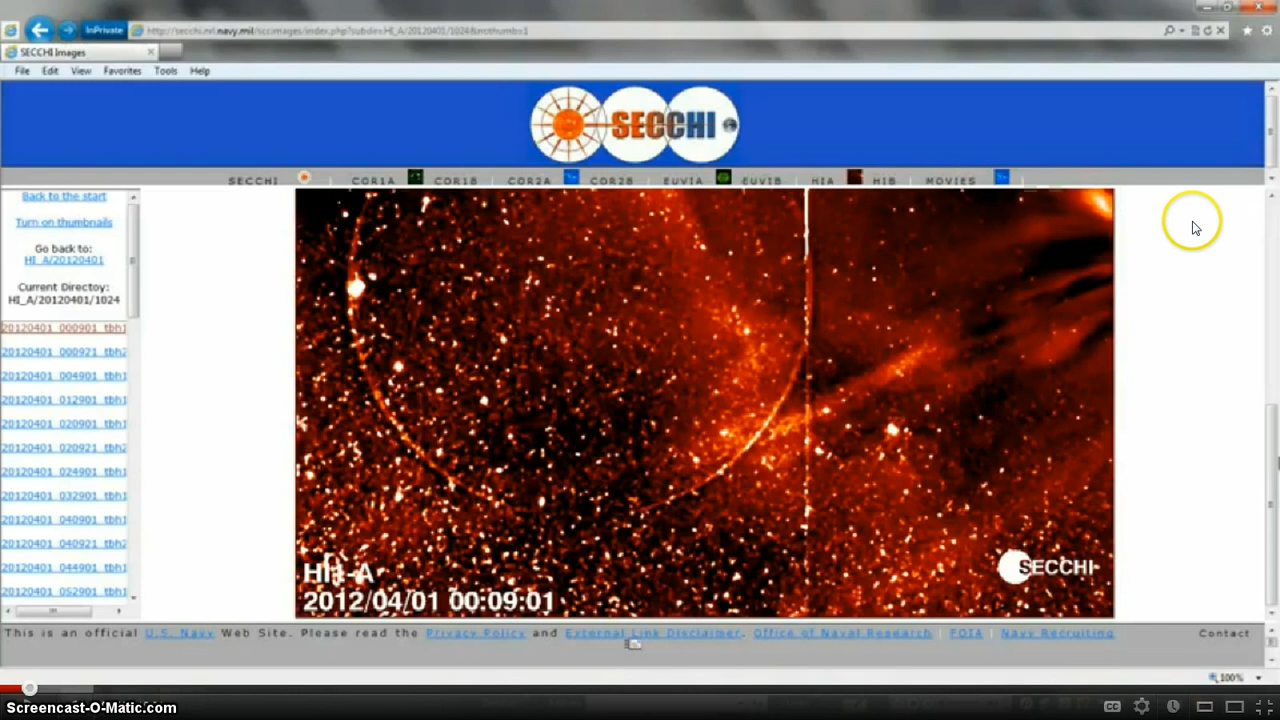 InPrivate
http://secchi.nrl.navy.mil/sccimages/index.php?subdir=HI_A/20120401/1024&nothumb=1
SECCHI Images
File Edit View Favorites Tools Help
SECCHI
SECCHI COR1A COR1B COR2A COR2B EUVIA EUVIB HIA HIB MOVIES
Back to the start
Turn on thumbnails
Go back to:
HI_A/20120401
Current Directoy:
HI_A/20120401/1024
20120401_000901_tbh1
20120401_000921_tbh2
20120401_004901_tbh1
20120401_012901_tbh1
20120401_020901_tbh1
20120401_020921_tbh2
20120401_024901_tbh1
20120401_032901_tbh1
20120401_040901_tbh1
20120401_040921_tbh2
20120401_044901_tbh1
20120401_052901_tbh1
HI1-A
2012/04/01 00:09:01
SECCHI
This is an official U.S. Navy Web Site. Please read the Privacy Policy and External Link Disclaimer. Office of Naval Research | FOIA | Navy Recruiting
Contact
100%
Screencast-O-Matic.com
CC